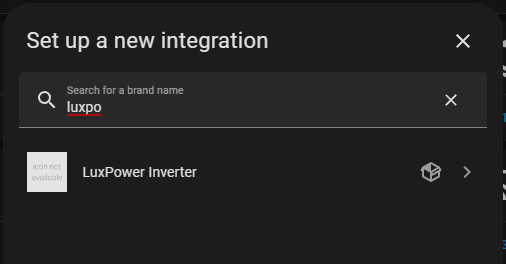 Set up a new integration
Search for a brand name
luxpo
icon not
available
LuxPower Inverter